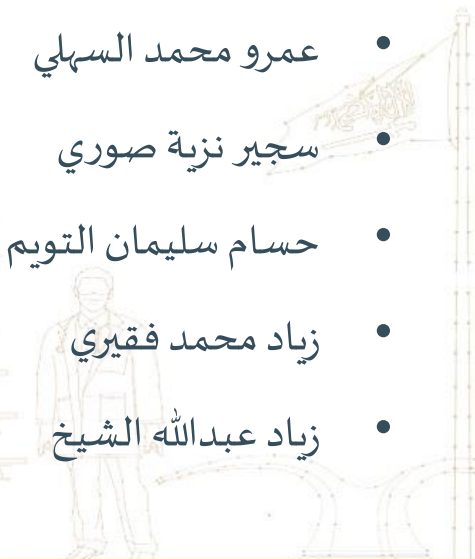 • عمرو محمد السهلي
• سجير نزية صوري
• حسام سليمان التويم
• زياد محمد فقيري
• زياد عبدالله الشيخ